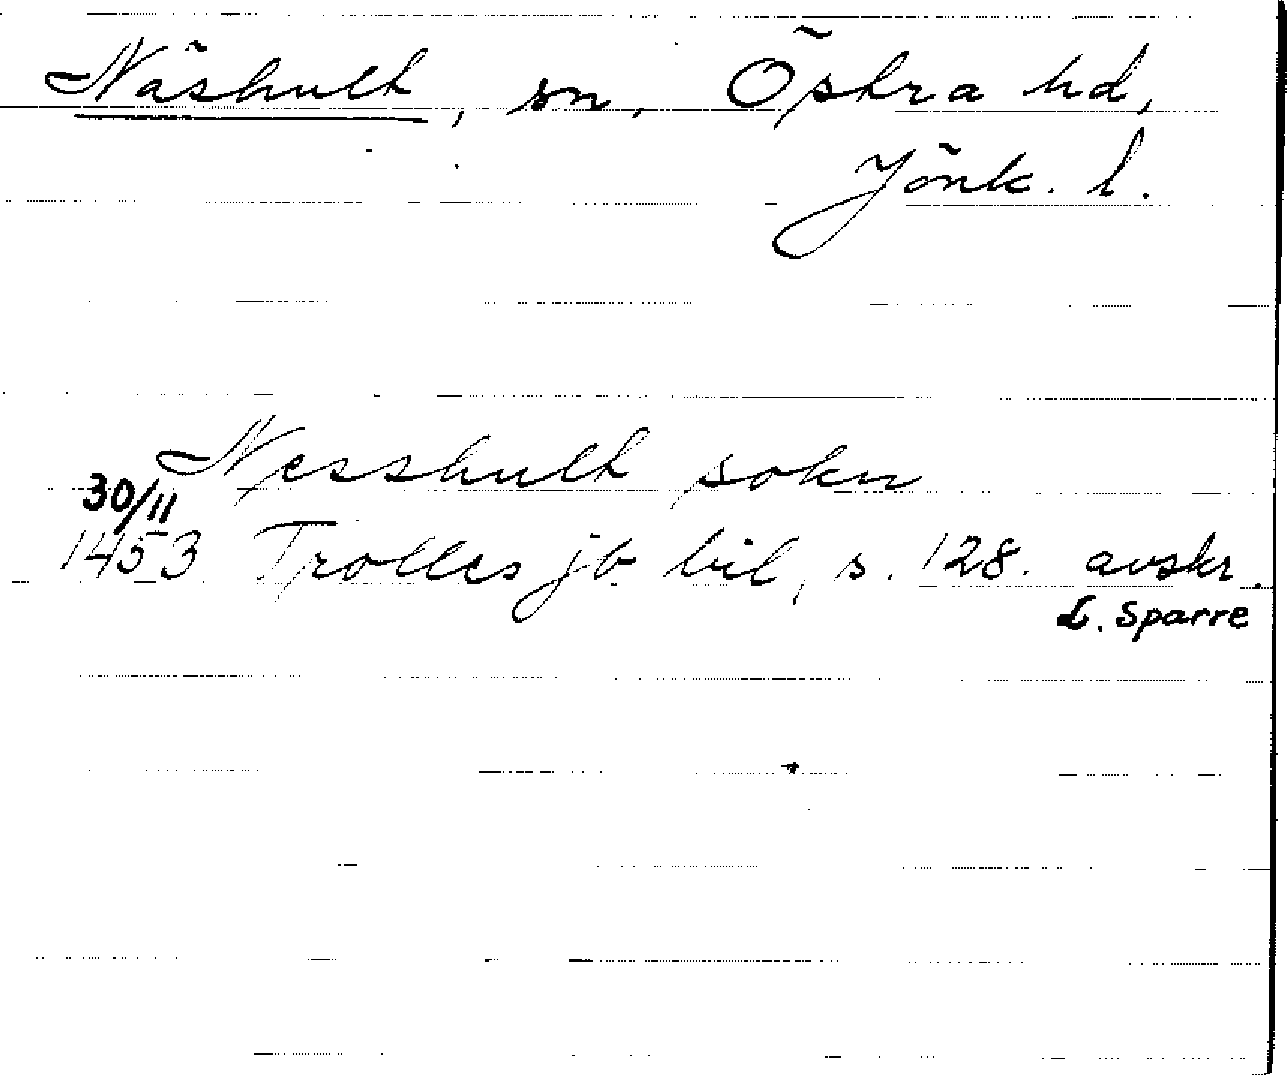 Näshult, sn, Östra hd,
Jönk. l.
Nesshult sokn
30/11
1453 Trolles jb bil, s. 128. avskr.
L. Sparre